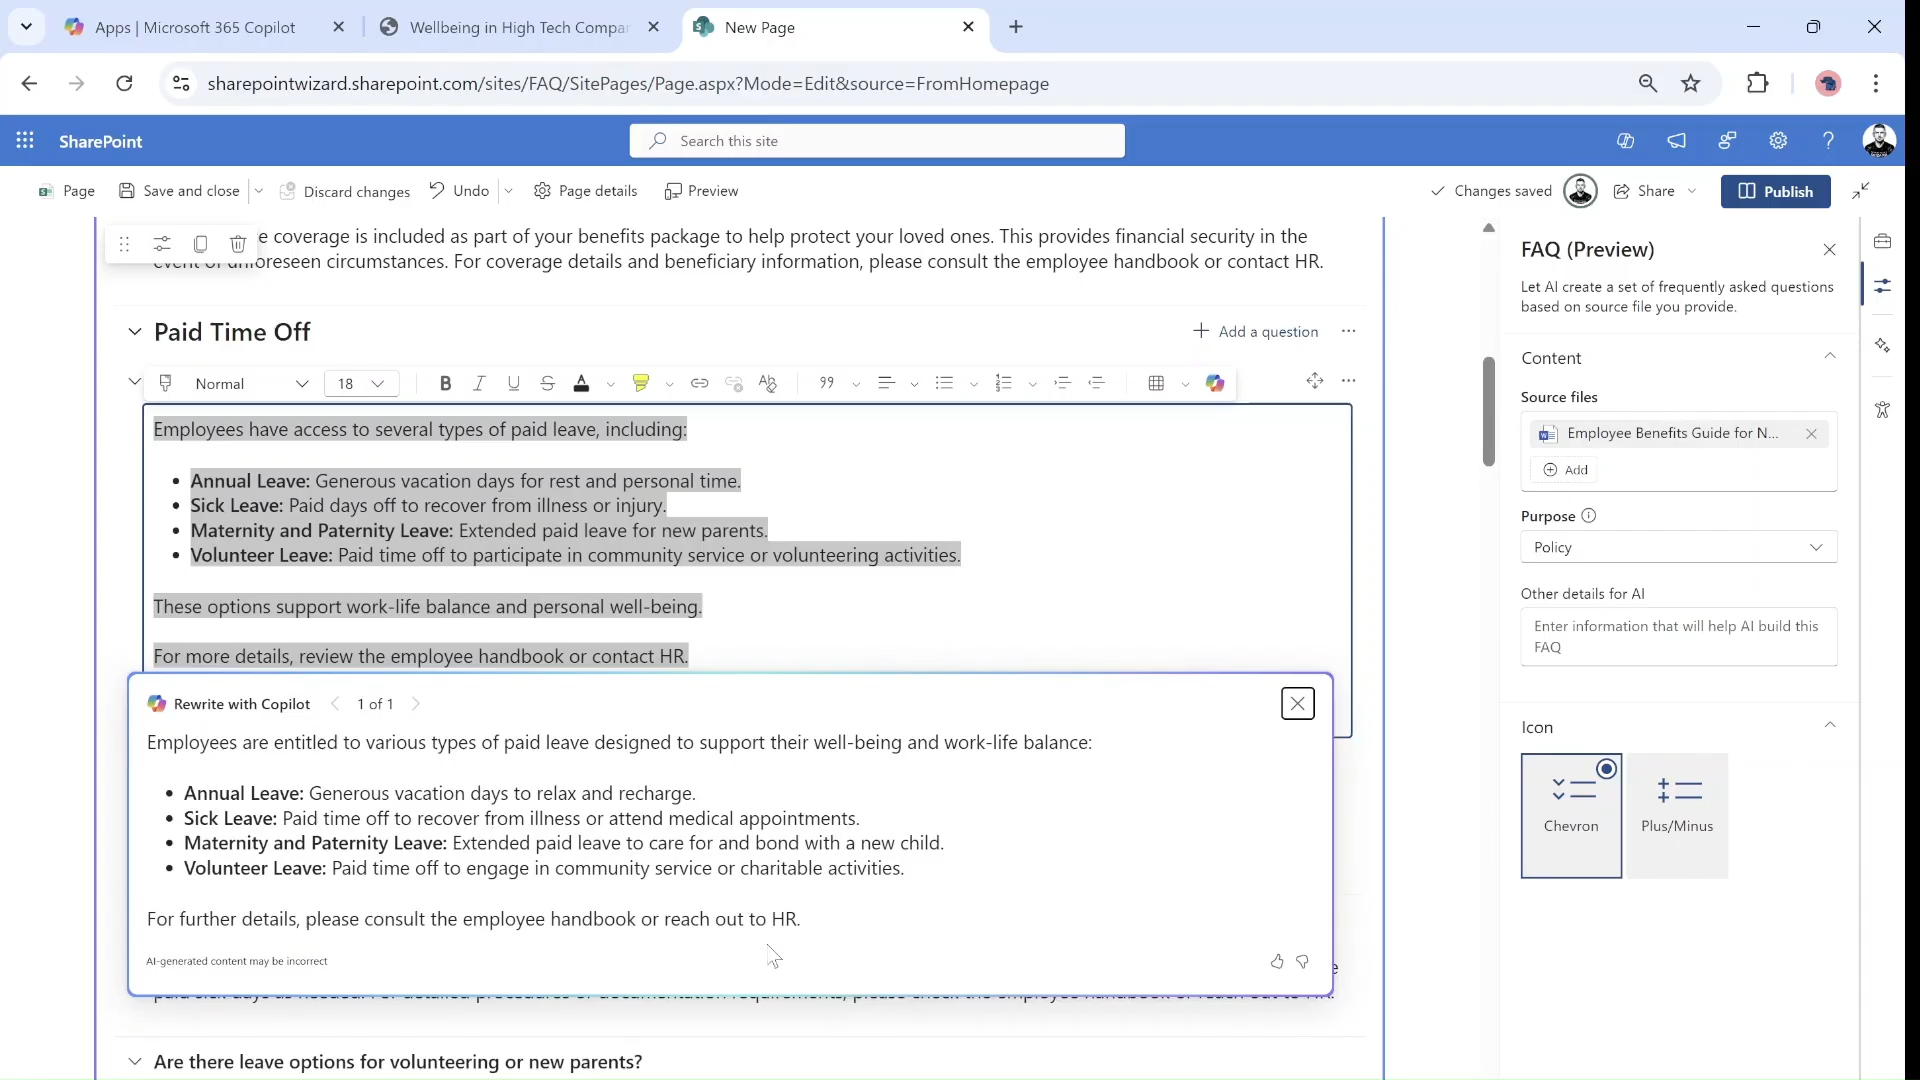 Apps | Microsoft 365 Copilot
Wellbeing in High Tech Compar
New Page
sharepointwizard.sharepoint.com/sites/FAQ/SitePages/Page.aspx?Mode=Edit&source=FromHomepage
SharePoint
Search this site
Page
Save and close
Discard changes
Undo
Page details
Preview
Changes saved
Share
Publish
e coverage is included as part of your benefits package to help protect your loved ones. This provides financial security in the
event of unforeseen circumstances. For coverage details and beneficiary information, please consult the employee handbook or contact HR.
Paid Time Off
Add a question
Normal
18
Employees have access to several types of paid leave, including:
• Annual Leave: Generous vacation days for rest and personal time.
• Sick Leave: Paid days off to recover from illness or injury.
• Maternity and Paternity Leave: Extended paid leave for new parents.
• Volunteer Leave: Paid time off to participate in community service or volunteering activities.
These options support work-life balance and personal well-being.
For more details, review the employee handbook or contact HR.
Rewrite with Copilot
1 of 1
Employees are entitled to various types of paid leave designed to support their well-being and work-life balance:
• Annual Leave: Generous vacation days to relax and recharge.
• Sick Leave: Paid time off to recover from illness or attend medical appointments.
• Maternity and Paternity Leave: Extended paid leave to care for and bond with a new child.
• Volunteer Leave: Paid time off to engage in community service or charitable activities.
For further details, please consult the employee handbook or reach out to HR.
AI-generated content may be incorrect
Are there leave options for volunteering or new parents?
FAQ (Preview)
Let AI create a set of frequently asked questions
based on source file you provide.
Content
Source files
Employee Benefits Guide for N...
Add
Purpose
Policy
Other details for AI
Enter information that will help AI build this
FAQ
Icon
Chevron
Plus/Minus